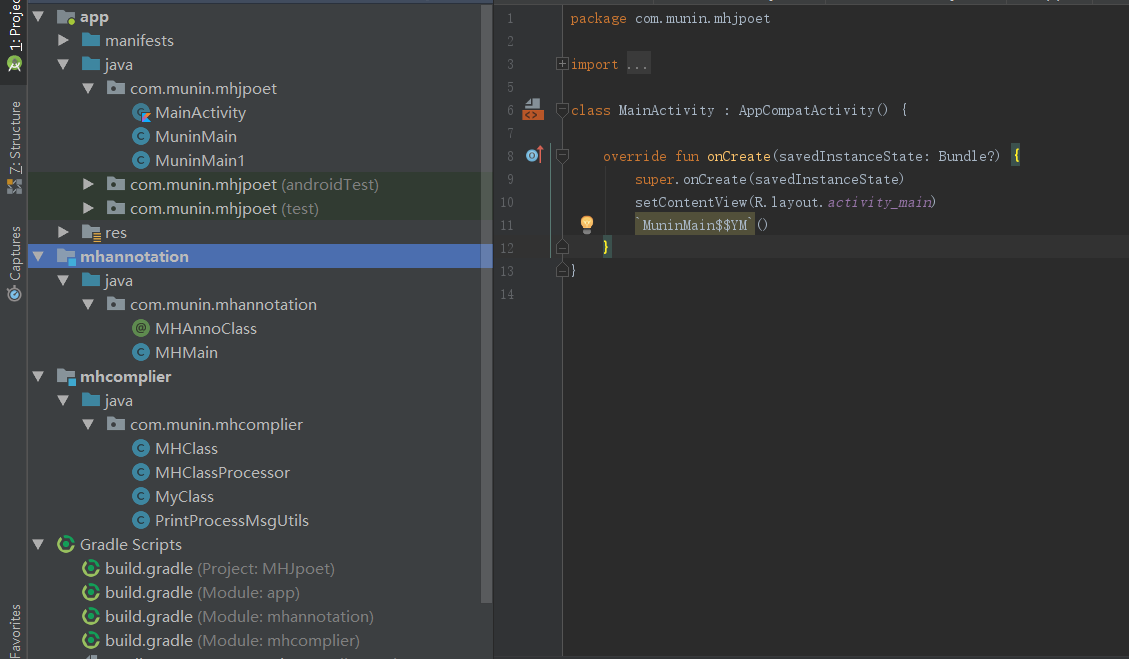 1: Project
Z: Structure
Captures
Favorites
app
manifests
java
com.munin.mhjpoet
MainActivity
MuninMain
MuninMain1
com.munin.mhjpoet (androidTest)
com.munin.mhjpoet (test)
res
mhannotation
java
com.munin.mhannotation
MHAnnoClass
MHMain
mhcomplier
java
com.munin.mhcomplier
MHClass
MHClassProcessor
MyClass
PrintProcessMsgUtils
Gradle Scripts
build.gradle (Project: MHJpoet)
build.gradle (Module: app)
build.gradle (Module: mhannotation)
build.gradle (Module: mhcomplier)
1 package com.munin.mhjpoet
2
3 import ...
5
6 class MainActivity : AppCompatActivity() {
7
8 override fun onCreate(savedInstanceState: Bundle?) {
9 super.onCreate(savedInstanceState)
10 setContentView(R.layout.activity_main)
11 `MuninMain$$YM`()
12 }
13 }
14